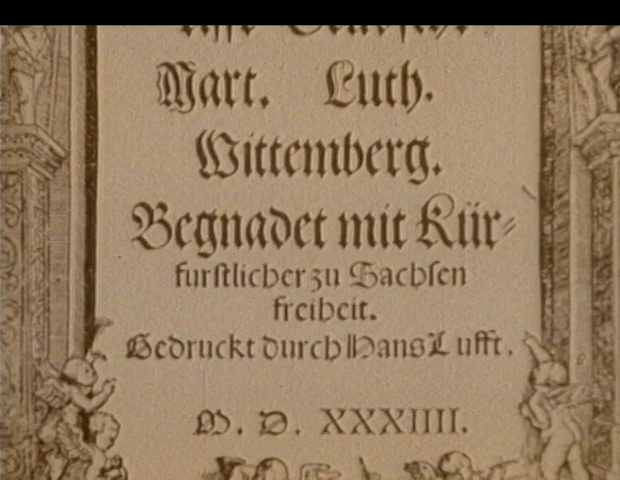 Mart. Luth.
Wittemberg.
Begnadet mit Kür⸗
furſtlicher zu Sachſen
freiheit.
Gedruckt durch Hans Lufft.
M. D. XXXIIII.